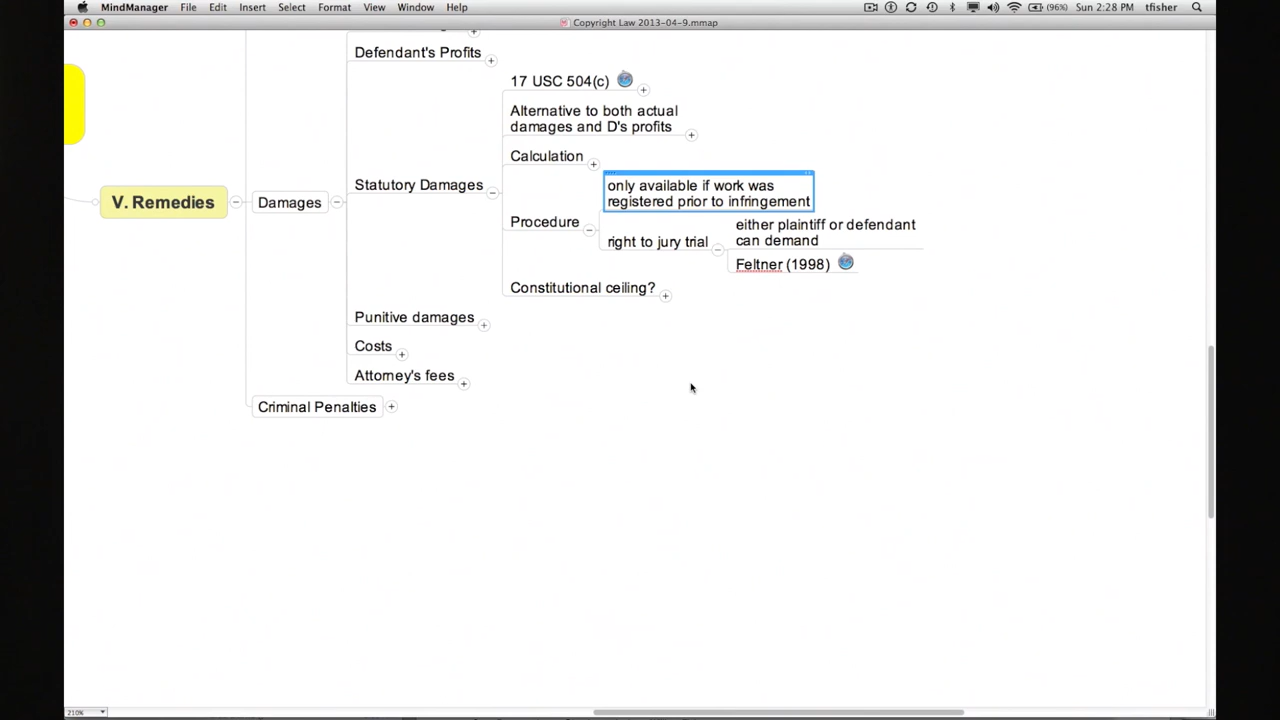 MindManager File Edit Insert Select Format View Window Help (96%) Sun 2:28 PM tfisher
Copyright Law 2013-04-9.mmap
Defendant's Profits
17 USC 504(c)
Alternative to both actual
damages and D's profits
Calculation
Statutory Damages
only available if work was
registered prior to infringement
V. Remedies
Damages
Procedure
right to jury trial
either plaintiff or defendant
can demand
Feltner (1998)
Constitutional ceiling?
Punitive damages
Costs
Attorney's fees
Criminal Penalties
210%